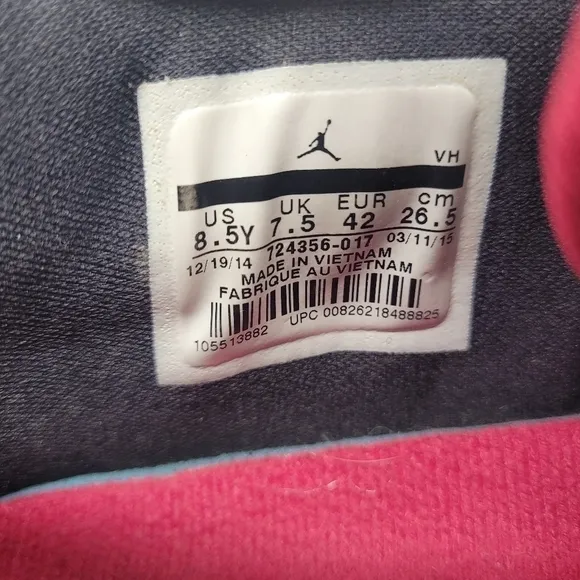 VH
US UK EUR cm
8.5Y 7.5 42 26.5
12/19/14 724356-017 03/11/15
MADE IN VIETNAM
FABRIQUE AU VIETNAM
105513882 UPC 00826218488825